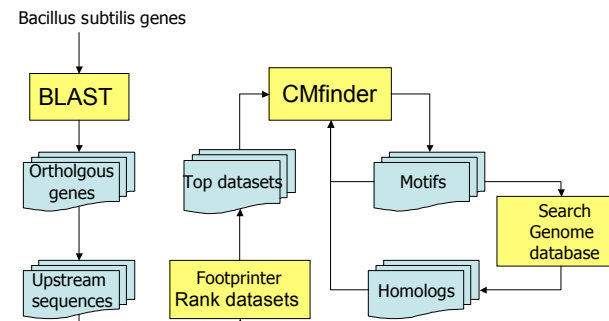 Bacillus subtilis genes
BLAST
Ortholgous
genes
Upstream
sequences
CMfinder
Top datasets
Footprinter
Rank datasets
Motifs
Search
Genome
database
Homologs